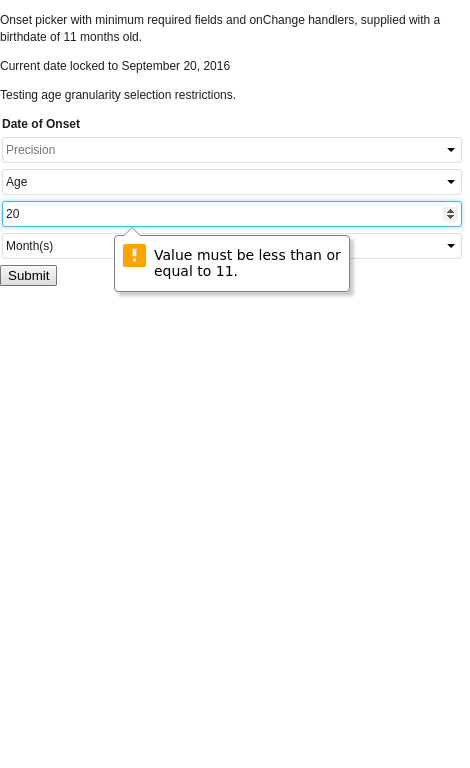 Onset picker with minimum required fields and onChange handlers, supplied with a
birthdate of 11 months old.
Current date locked to September 20, 2016
Testing age granularity selection restrictions.
Date of Onset
Precision
Age
20
Month(s)
Value must be less than or
equal to 11.
Submit